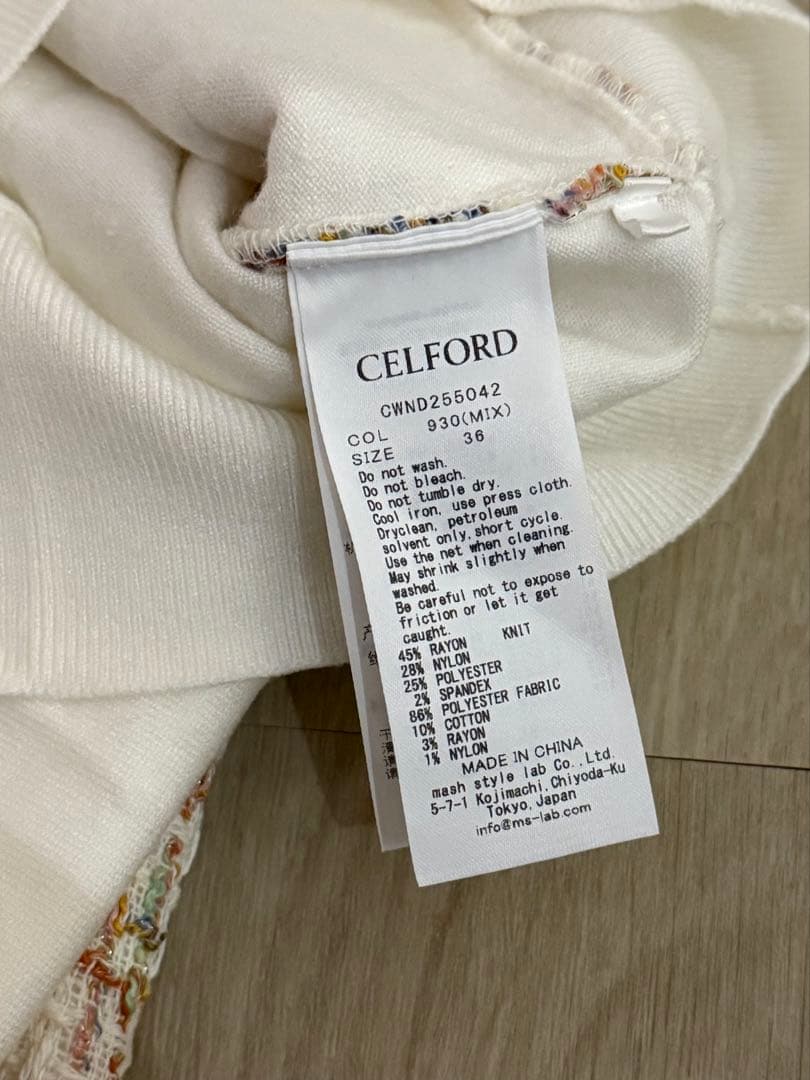 CELFORD
CWND255042
COL 930(MIX)
SIZE 36
Do not wash.
Do not bleach.
Do not tumble dry.
Cool iron, use press cloth.
Dryclean, petroleum
solvent only, short cycle.
Use the net when cleaning.
May shrink slightly when
washed.
Be careful not to expose to
friction or let it get
caught.
45% RAYON KNIT
28% NYLON
25% POLYESTER
2% SPANDEX
86% POLYESTER FABRIC
10% COTTON
3% RAYON
1% NYLON
MADE IN CHINA
mash style lab Co.,Ltd.
5-7-1 Kojimachi,Chiyoda-Ku
Tokyo,Japan
info@ms-lab.com